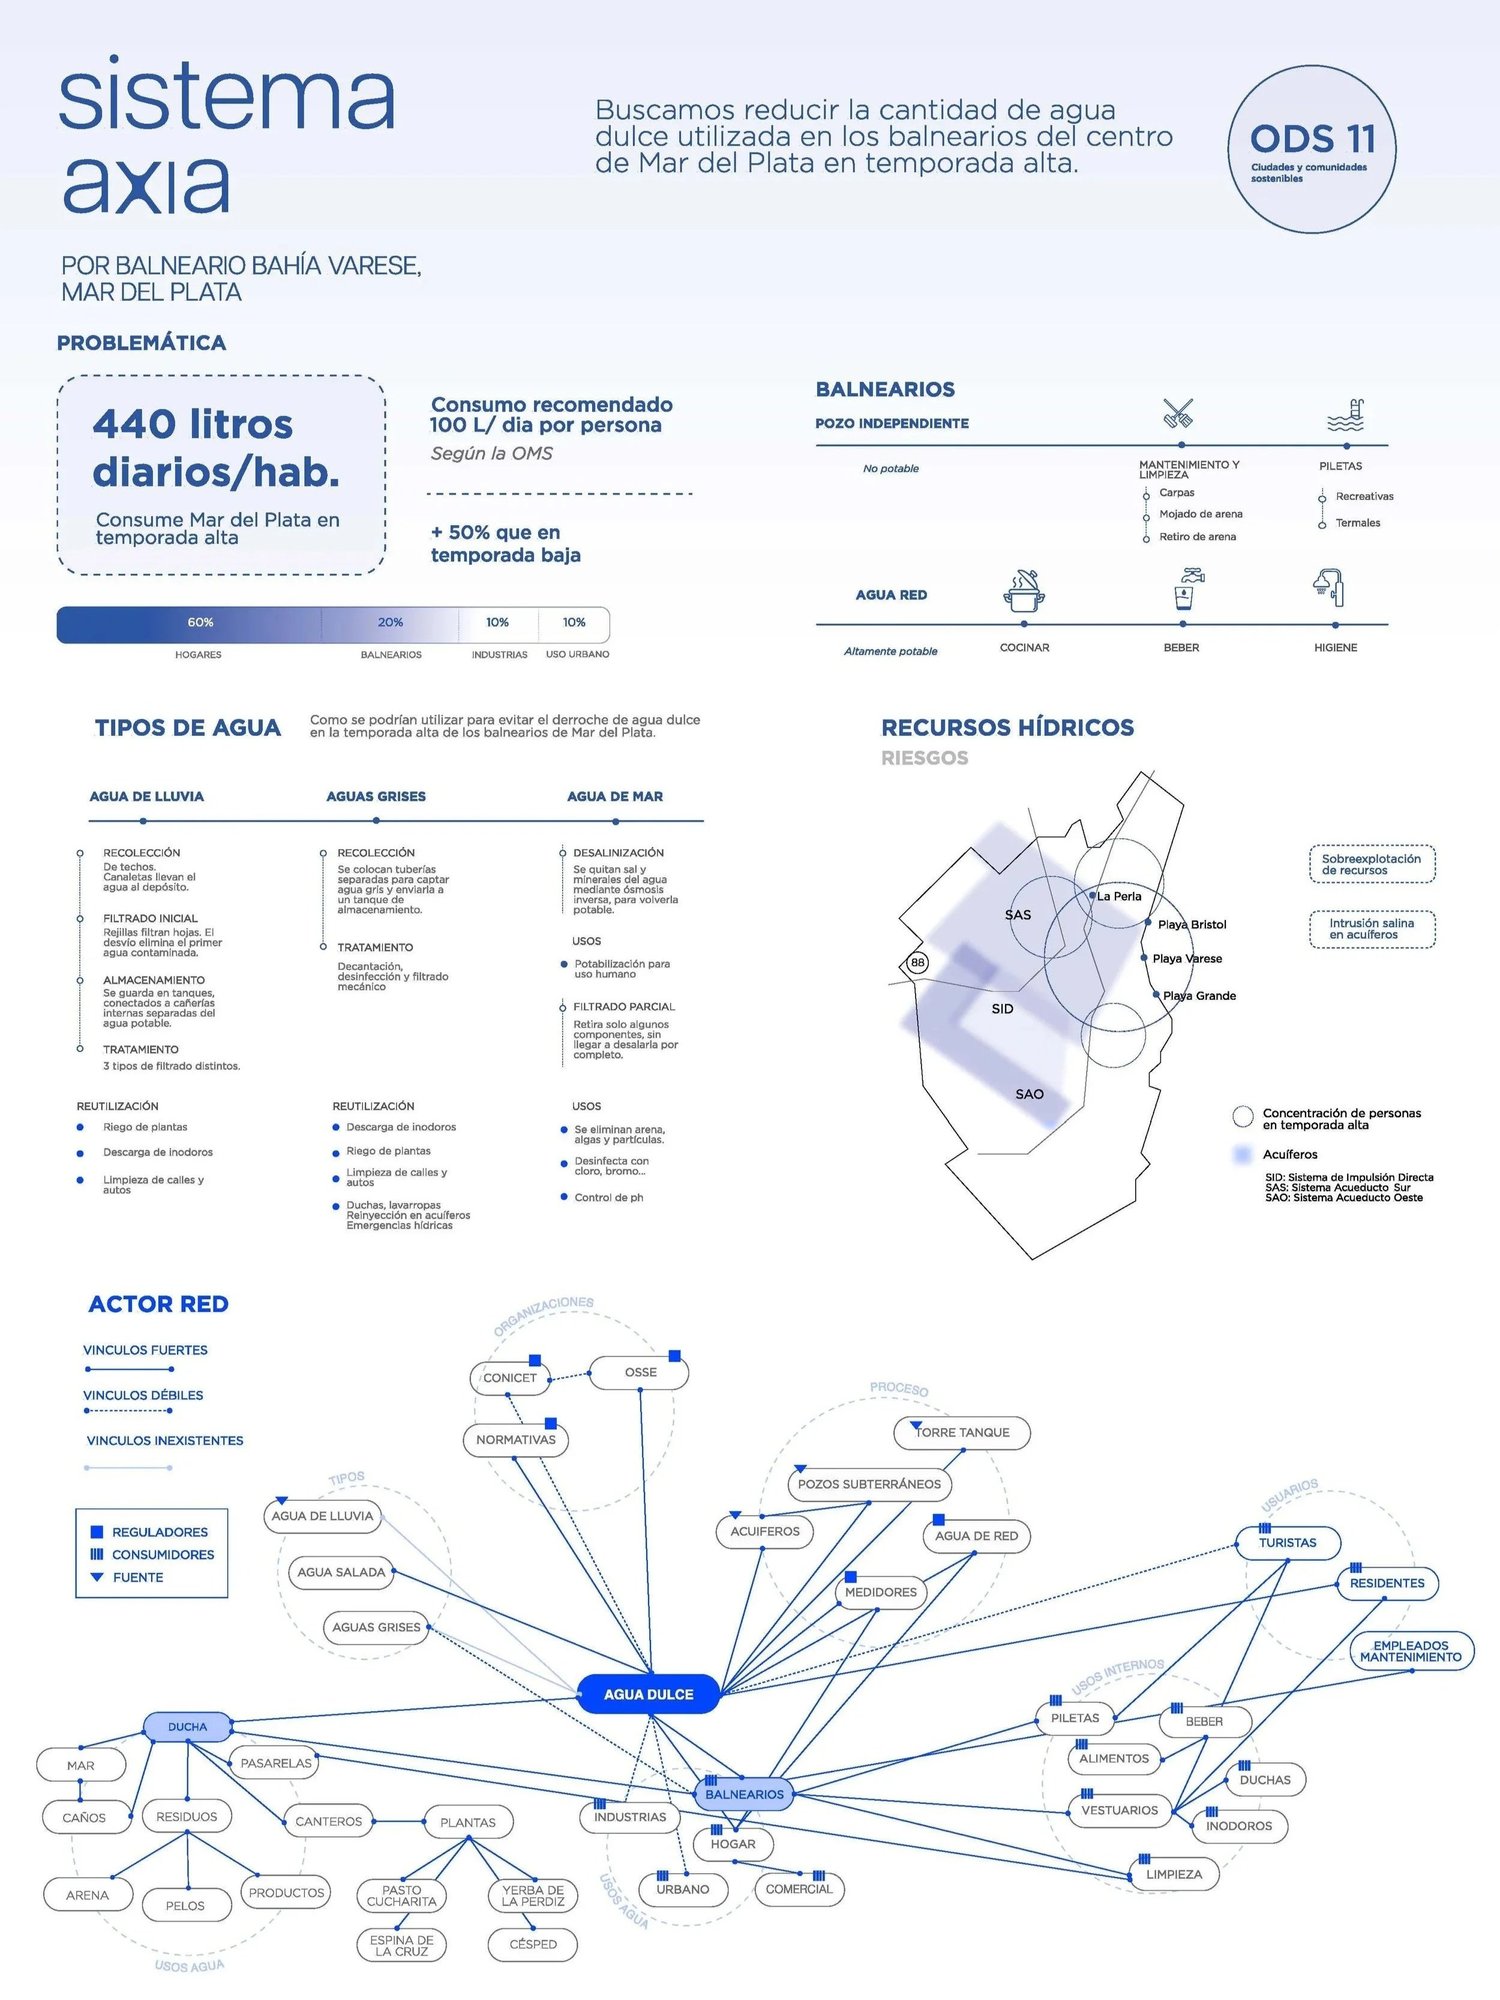 sistema
axia
Buscamos reducir la cantidad de agua
dulce utilizada en los balnearios del centro
de Mar del Plata en temporada alta.
ODS 11
Ciudades y comunidades
sostenibles
POR BALNEARIO BAHÍA VARESE,
MAR DEL PLATA
PROBLEMÁTICA
440 litros
diarios/hab.
Consume Mar del Plata en
temporada alta
Consumo recomendado
100 L/ dia por persona
Según la OMS
+ 50% que en
temporada baja
60%
20%
10%
10%
HOGARES
BALNEARIOS
INDUSTRIAS
USO URBANO
BALNEARIOS
POZO INDEPENDIENTE
No potable
MANTENIMIENTO Y
LIMPIEZA
Carpas
Mojado de arena
Retiro de arena
PILETAS
Recreativas
Termales
AGUA RED
Altamente potable
COCINAR
BEBER
HIGIENE
TIPOS DE AGUA
Como se podrían utilizar para evitar el derroche de agua dulce
en la temporada alta de los balnearios de Mar del Plata.
AGUA DE LLUVIA
RECOLECCIÓN
De techos.
Canaletas llevan el
agua al depósito.
FILTRADO INICIAL
Rejillas filtran hojas. El
desvío elimina el primer
agua contaminada.
ALMACENAMIENTO
Se guarda en tanques,
conectados a cañerías
internas separadas del
agua potable.
TRATAMIENTO
3 tipos de filtrado distintos.
REUTILIZACIÓN
Riego de plantas
Descarga de inodoros
Limpieza de calles y
autos
AGUAS GRISES
RECOLECCIÓN
Se colocan tuberías
separadas para captar
agua gris y enviarla a
un tanque de
almacenamiento.
TRATAMIENTO
Decantación,
desinfección y filtrado
mecánico
REUTILIZACIÓN
Descarga de inodoros
Riego de plantas
Limpieza de calles y
autos
Duchas, lavarropas
Reinyección en acuíferos
Emergencias hídricas
AGUA DE MAR
DESALINIZACIÓN
Se quitan sal y
minerales del agua
mediante ósmosis
inversa, para volverla
potable.
USOS
Potabilización para
uso humano
FILTRADO PARCIAL
Retira solo algunos
componentes, sin
llegar a desalarla por
completo.
USOS
Se eliminan arena,
algas y partículas.
Desinfecta con
cloro, bromo...
Control de ph
RECURSOS HÍDRICOS
RIESGOS
SAS
La Perla
Playa Bristol
88
Playa Varese
Playa Grande
SID
SAO
Sobreexplotación
de recursos
Intrusión salina
en acuíferos
Concentración de personas
en temporada alta
Acuíferos
SID: Sistema de Impulsión Directa
SAS: Sistema Acueducto Sur
SAO: Sistema Acueducto Oeste
ACTOR RED
VINCULOS FUERTES
VINCULOS DÉBILES
VINCULOS INEXISTENTES
REGULADORES
CONSUMIDORES
FUENTE
ORGANIZACIONES
CONICET
OSSE
NORMATIVAS
TIPOS
AGUA DE LLUVIA
AGUA SALADA
AGUAS GRISES
PROCESO
TORRE TANQUE
POZOS SUBTERRÁNEOS
ACUIFEROS
AGUA DE RED
MEDIDORES
USUARIOS
TURISTAS
RESIDENTES
EMPLEADOS
MANTENIMIENTO
AGUA DULCE
DUCHA
MAR
PASARELAS
CAÑOS
RESIDUOS
CANTEROS
PLANTAS
ARENA
PELOS
PRODUCTOS
PASTO
CUCHARITA
YERBA DE
LA PERDIZ
ESPINA DE
LA CRUZ
CÉSPED
USOS AGUA
BALNEARIOS
INDUSTRIAS
HOGAR
URBANO
COMERCIAL
USOS AGUA
USOS INTERNOS
PILETAS
BEBER
ALIMENTOS
DUCHAS
VESTUARIOS
INODOROS
LIMPIEZA